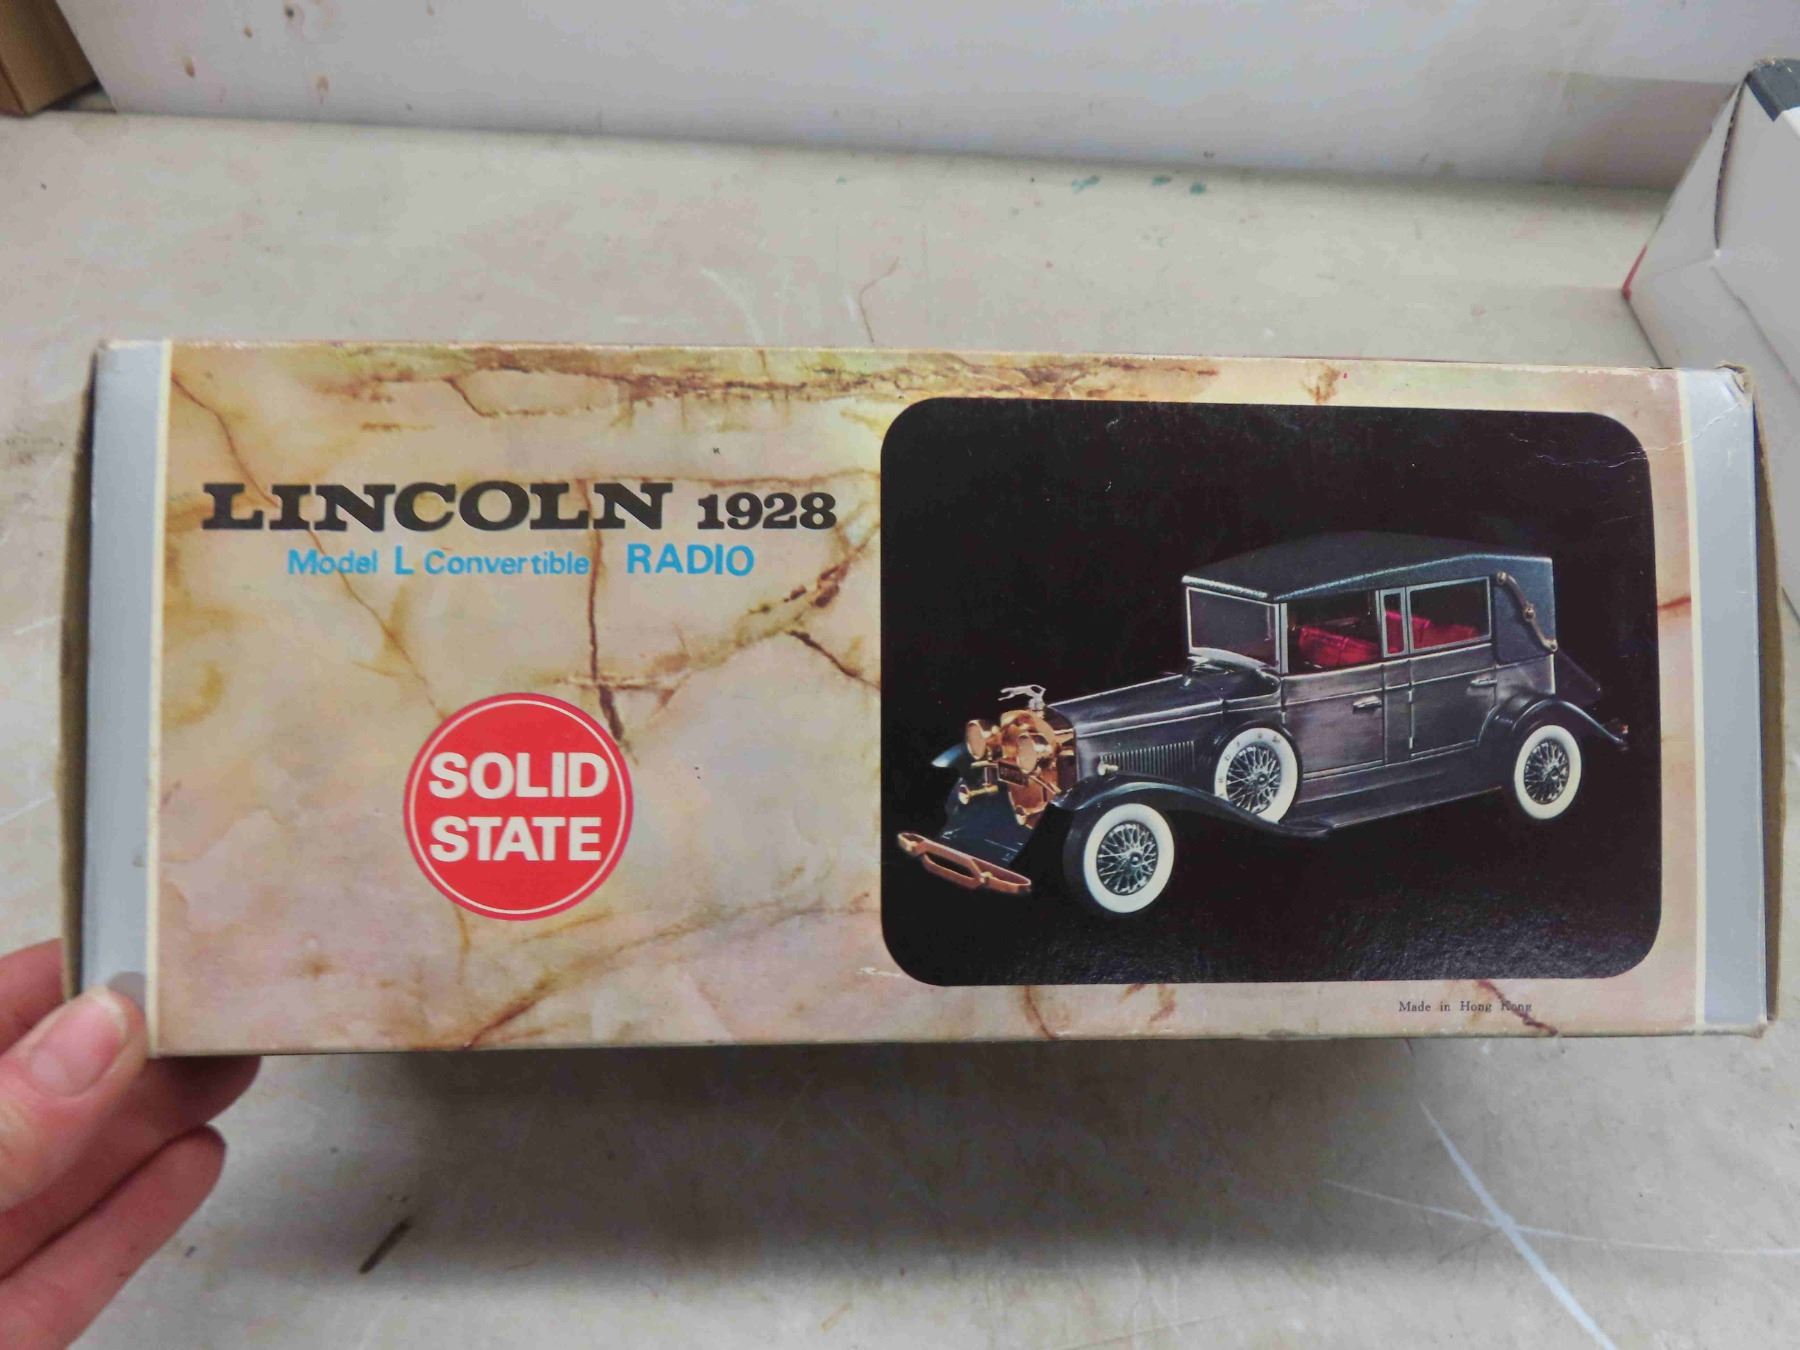 LINCOLN 1928
Model L Convertible RADIO
SOLID
STATE
Made in Hong Kong